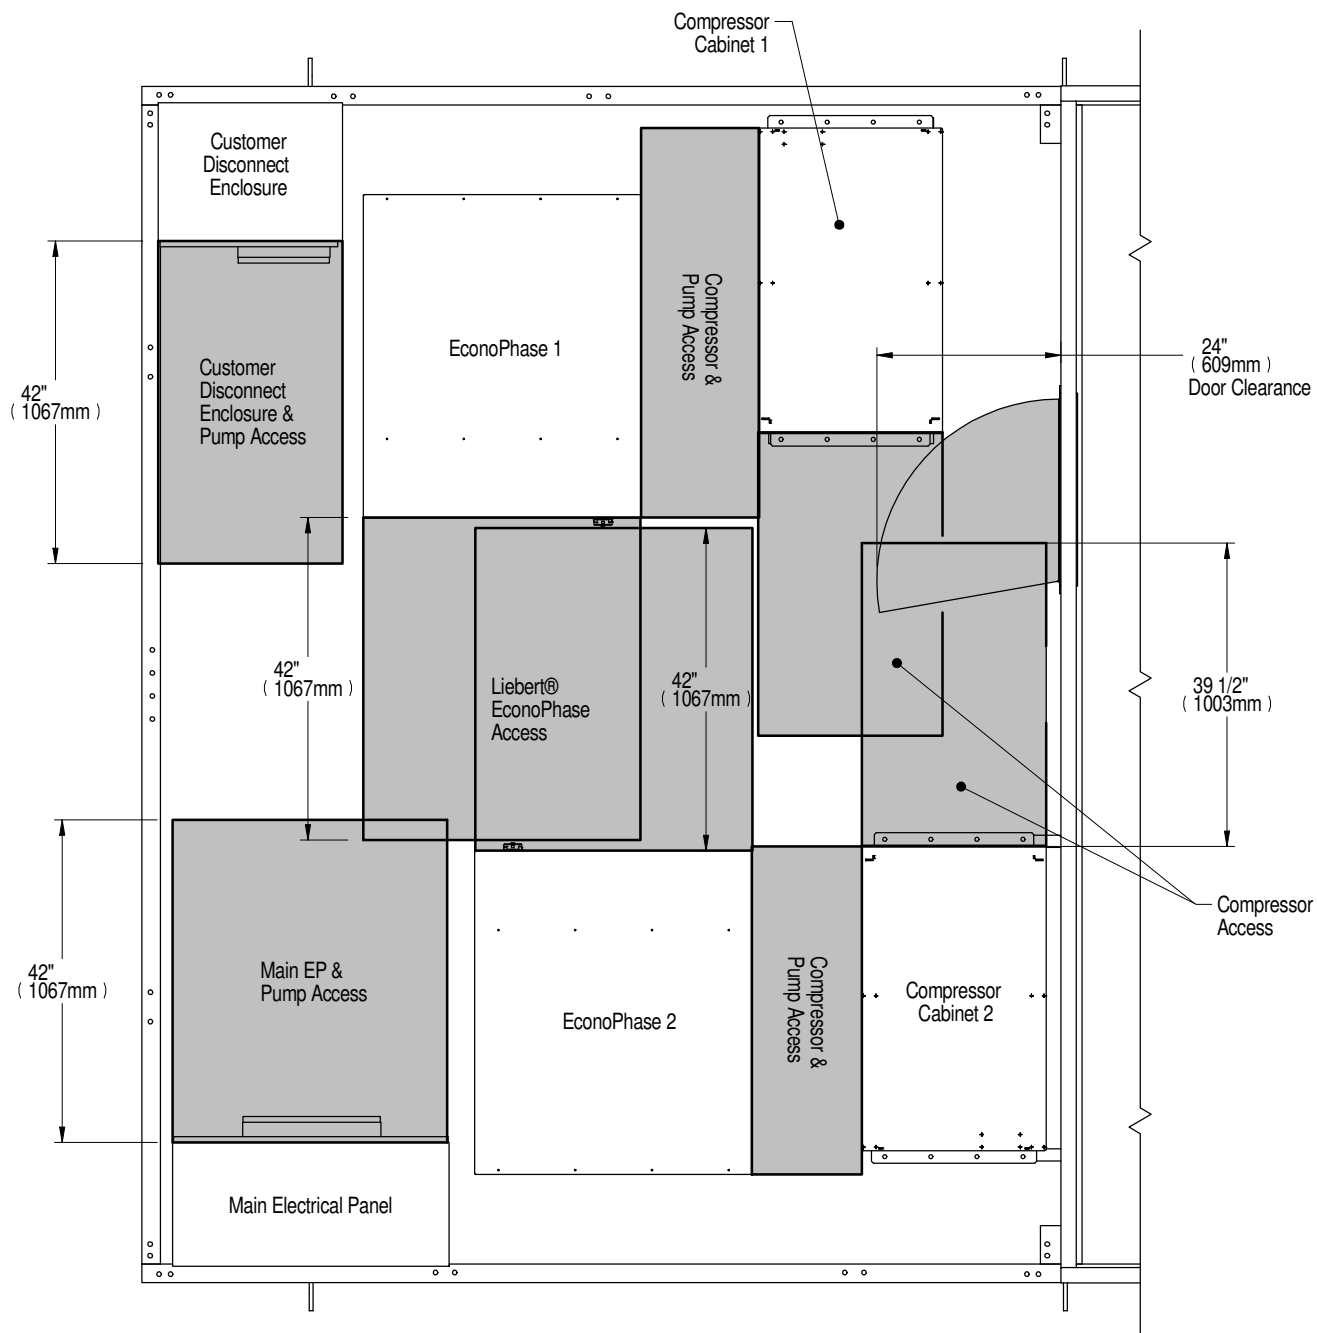 Compressor
Cabinet 1
Customer
Disconnect
Enclosure
Compressor &
Pump Access
EconoPhase 1
24"
( 609mm )
Door Clearance
Customer
Disconnect
Enclosure &
Pump Access
42"
( 1067mm )
42"
( 1067mm )
Liebert®
EconoPhase
Access
42"
( 1067mm )
39 1/2"
( 1003mm )
Compressor
Access
Main EP &
Pump Access
42"
( 1067mm )
EconoPhase 2
Compressor &
Pump Access
Compressor
Cabinet 2
Main Electrical Panel